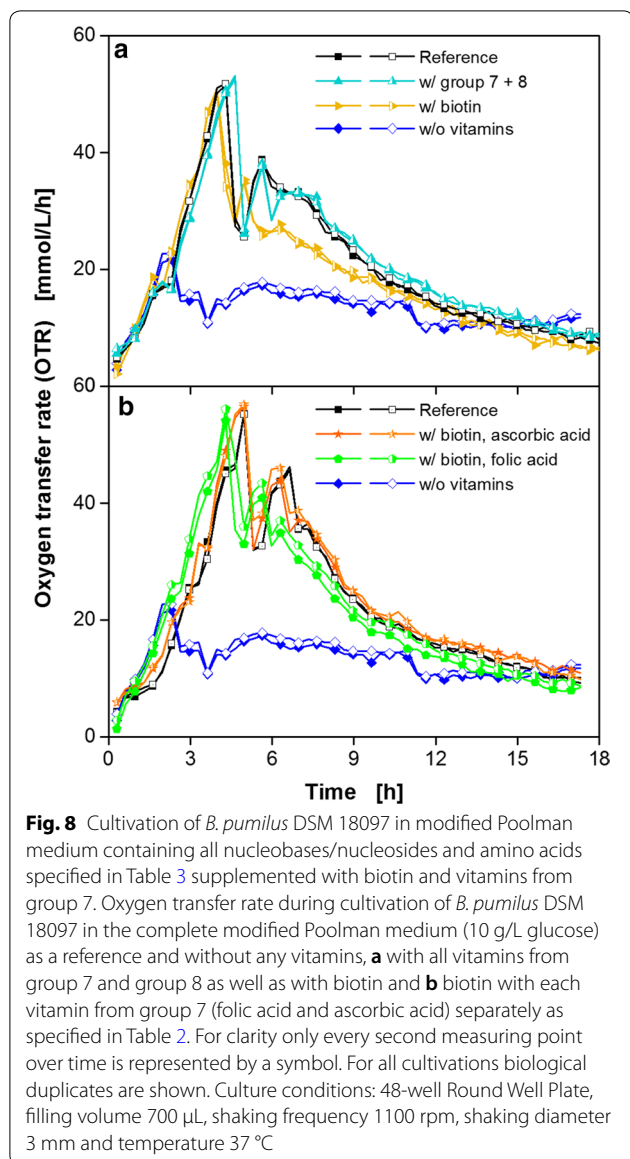 60
a
Reference
w/ group 7 + 8
w/ biotin
w/o vitamins
40
20
60
b
Reference
w/ biotin, ascorbic acid
w/ biotin, folic acid
w/o vitamins
40
20
0
Oxygen transfer rate (OTR) [mmol/L/h]
0 3 6 9 12 15 18
Time [h]
Fig. 8 Cultivation of B. pumilus DSM 18097 in modified Poolman
medium containing all nucleobases/nucleosides and amino acids
specified in Table 3 supplemented with biotin and vitamins from
group 7. Oxygen transfer rate during cultivation of B. pumilus DSM
18097 in the complete modified Poolman medium (10 g/L glucose)
as a reference and without any vitamins, a with all vitamins from
group 7 and group 8 as well as with biotin and b biotin with each
vitamin from group 7 (folic acid and ascorbic acid) separately as
specified in Table 2. For clarity only every second measuring point
over time is represented by a symbol. For all cultivations biological
duplicates are shown. Culture conditions: 48-well Round Well Plate,
filling volume 700 μL, shaking frequency 1100 rpm, shaking diameter
3 mm and temperature 37 °C